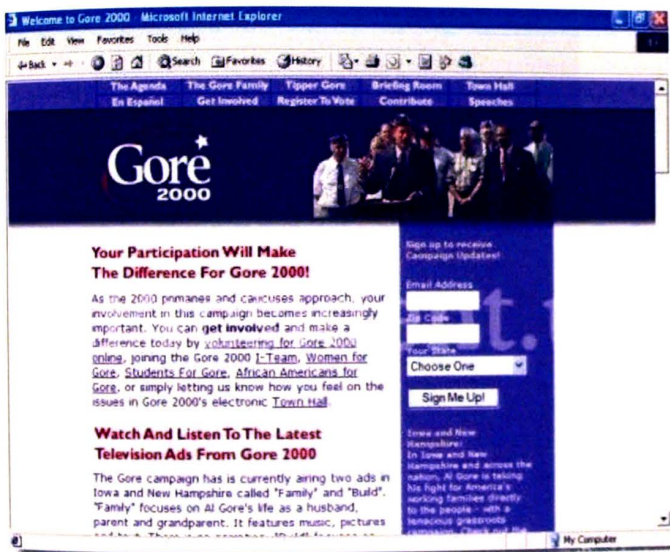 Welcome to Gore 2000 - Microsoft Internet Explorer
File Edit View Favorites Tools Help
Back Search Favorites History
The Agenda The Gore Family Tipper Gore Briefing Room Town Hall
En Español Get Involved Register To Vote Contribute Speeches
Gore
2000
Your Participation Will Make
The Difference For Gore 2000!
As the 2000 primaries and caucuses approach, your
involvement in this campaign becomes increasingly
important. You can get involved and make a
difference today by volunteering for Gore 2000
online, joining the Gore 2000 I-Team, Women for
Gore, Students For Gore, African Americans for
Gore, or simply letting us know how you feel on the
issues in Gore 2000's electronic Town Hall.
Watch And Listen To The Latest
Television Ads From Gore 2000
The Gore campaign has is currently airing two ads in
Iowa and New Hampshire called "Family" and "Build".
"Family" focuses on Al Gore's life as a husband,
parent and grandparent. It features music, pictures
Sign up to receive
Campaign Updates!
Email Address
Zip Code
Your State
Choose One
Sign Me Up!
Iowa and New
Hampshire:
In Iowa and New
Hampshire and across the
nation, Al Gore is taking
his fight for America's
working families directly
to the people - with a
tenacious grassroots
My Computer